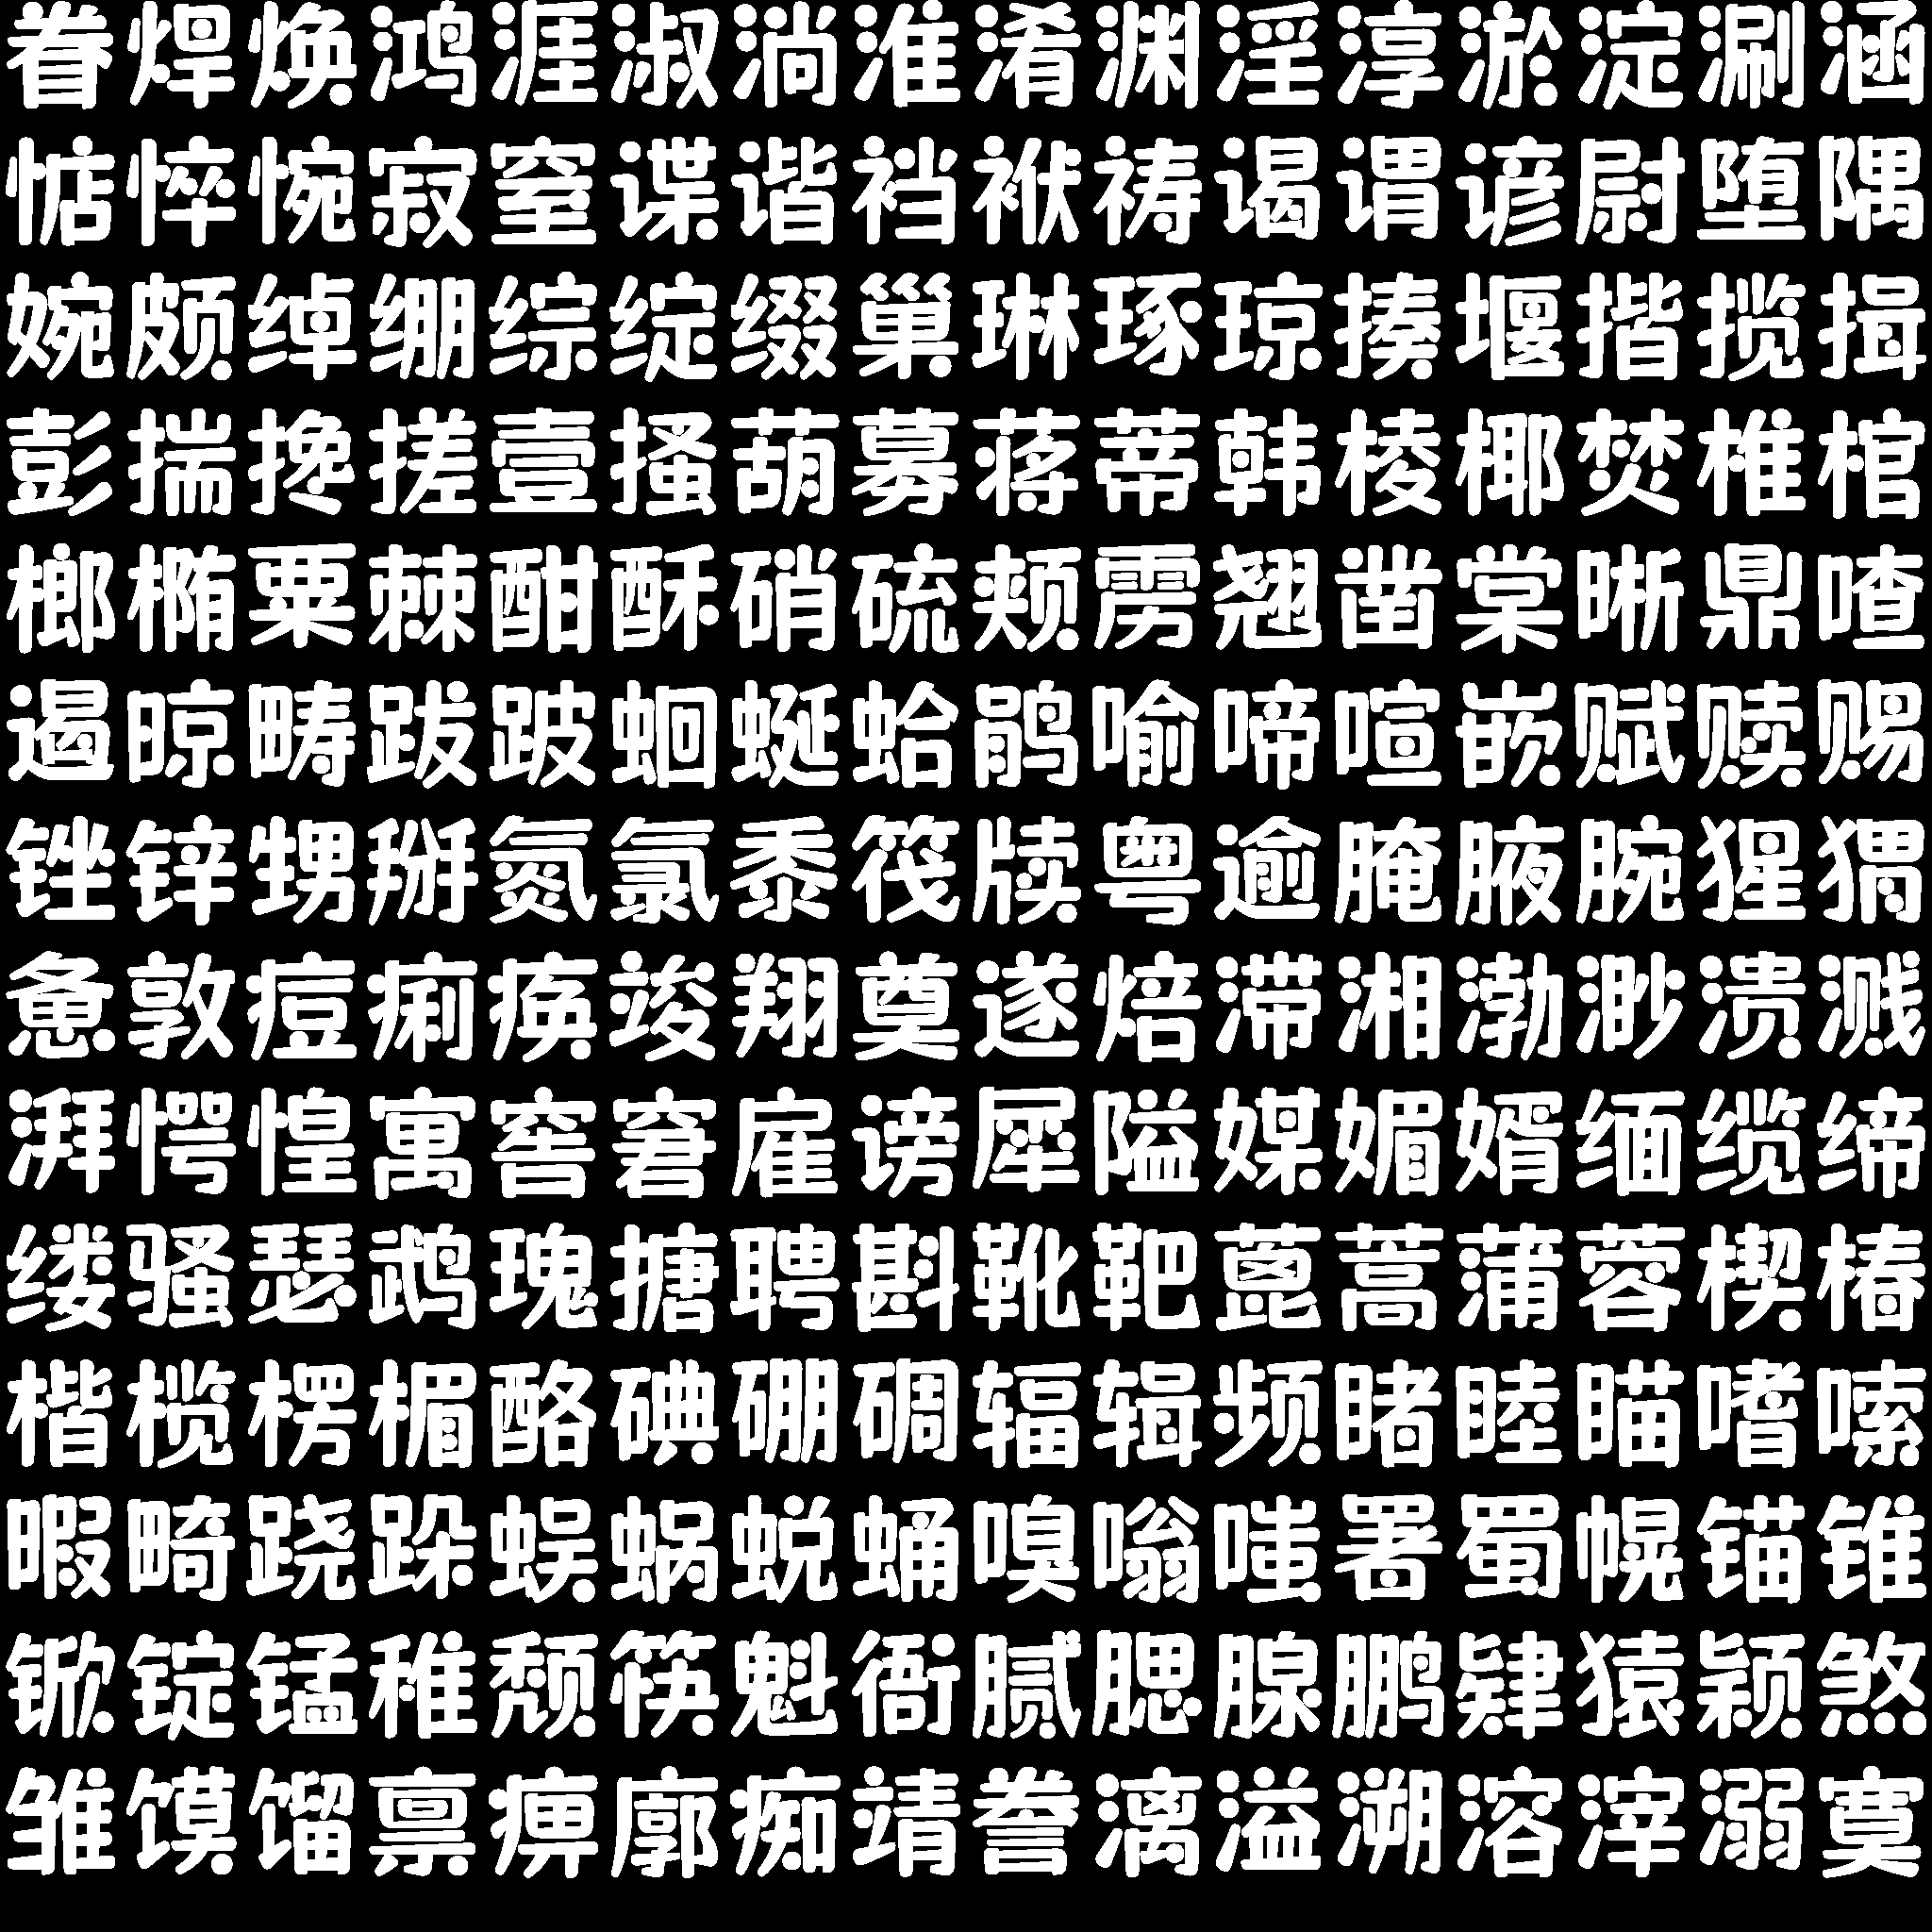 眷焊焕鸿涯淑淌淮淆渊淫淳淤淀涮涵
惦悴惋寂窒谍谐裆袱祷谒谓谚尉堕隅
婉颇绰绷综绽缀巢琳琢琼揍堰揩揽揖
彭揣搀搓壹搔葫募蒋蒂韩棱椰焚椎棺
榔椭粟棘酣酥硝硫颊雳翘凿棠晰鼎喳
遏晾畴跋跛蛔蜒蛤鹃喻啼喧嵌赋赎赐
锉锌甥掰氮氯黍筏牍粤逾腌腋腕猩猬
惫敦痘痢痪竣翔奠遂焙滞湘渤渺溃溅
湃愕惶寓窖窘雇谤犀隘媒媚婿缅缆缔
缕骚瑟鹉瑰搪聘斟靴靶蓖蒿蒲蓉楔椿
楷榄楞楣酪碘硼碉辐辑频睹睦瞄嗜嗦
暇畸跷跺蜈蜗蜕蛹嗅嗡嗤署蜀幌锚锥
锨锭锰稚颓筷魁衙腻腮腺鹏肄猿颖煞
雏馍馏禀痹廓痴靖誊漓溢溯溶滓溺寞